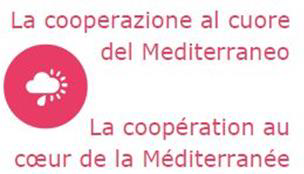 La cooperazione al cuore
del Mediterraneo
La coopération au
cœur de la Méditerranée